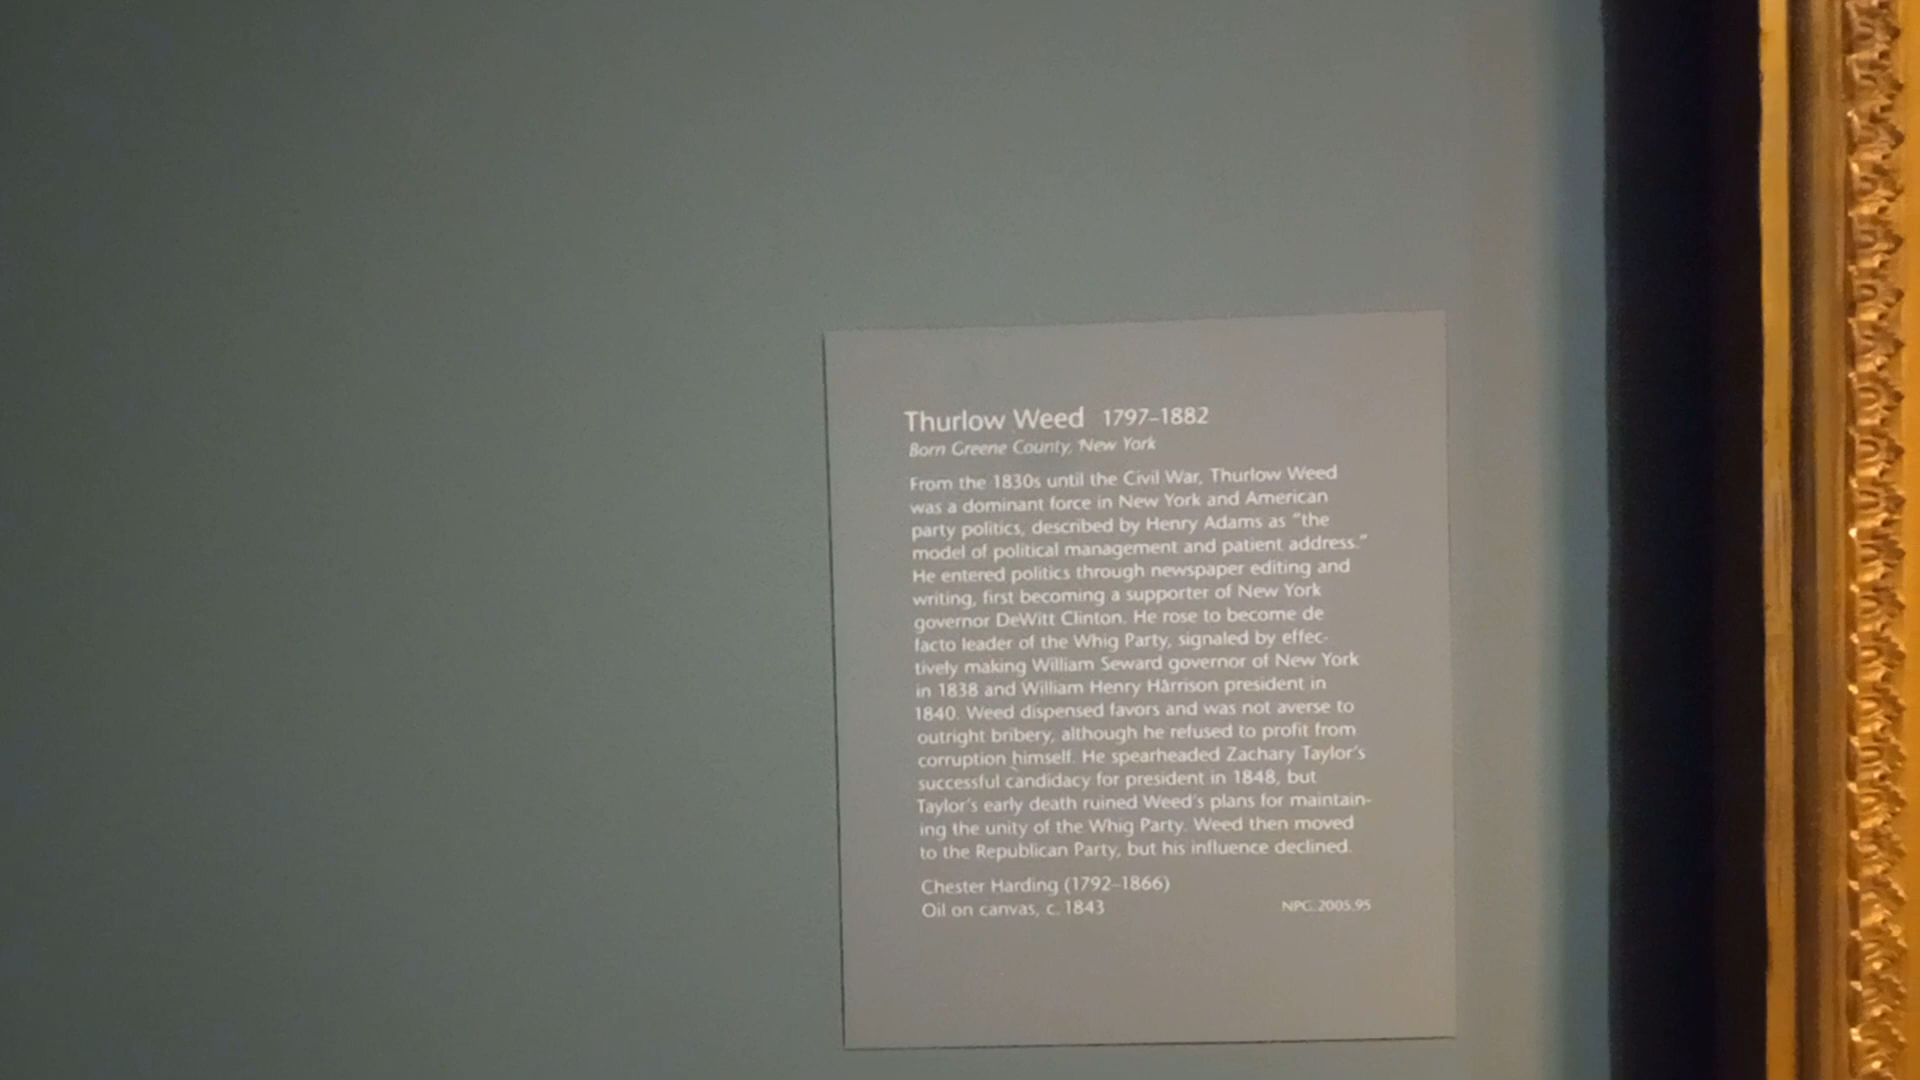 Thurlow Weed 1797–1882
Born Greene County, New York
From the 1830s until the Civil War, Thurlow Weed
was a dominant force in New York and American
party politics, described by Henry Adams as “the
model of political management and patient address.”
He entered politics through newspaper editing and
writing, first becoming a supporter of New York
governor DeWitt Clinton. He rose to become de
facto leader of the Whig Party, signaled by effec-
tively making William Seward governor of New York
in 1838 and William Henry Harrison president in
1840. Weed dispensed favors and was not averse to
outright bribery, although he refused to profit from
corruption himself. He spearheaded Zachary Taylor’s
successful candidacy for president in 1848, but
Taylor’s early death ruined Weed’s plans for maintain-
ing the unity of the Whig Party. Weed then moved
to the Republican Party, but his influence declined.
Chester Harding (1792–1866)
Oil on canvas, c. 1843 NPG.2005.95